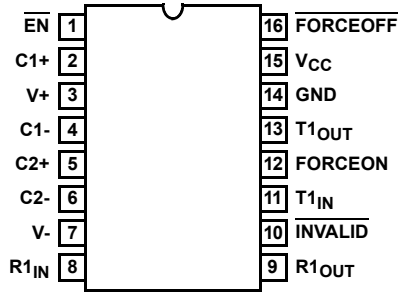 EN 1 16 FORCEOFF
C1+ 2 15 VCC
V+ 3 14 GND
C1- 4 13 T1OUT
C2+ 5 12 FORCEON
C2- 6 11 T1IN
V- 7 10 INVALID
R1IN 8 9 R1OUT